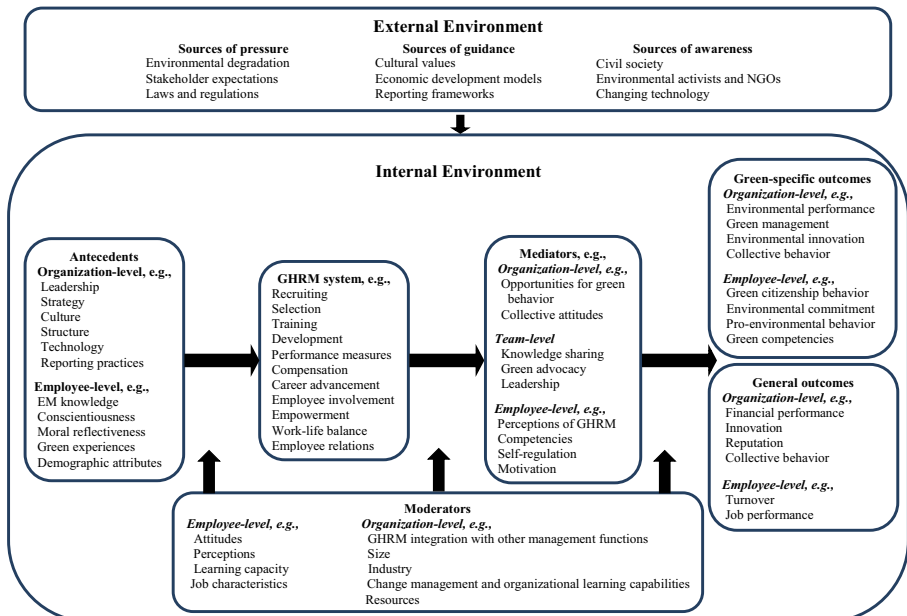 External Environment
Sources of pressure
Environmental degradation
Stakeholder expectations
Laws and regulations
Sources of guidance
Cultural values
Economic development models
Reporting frameworks
Sources of awareness
Civil society
Environmental activists and NGOs
Changing technology
Internal Environment
Antecedents
Organization-level, e.g.,
Leadership
Strategy
Culture
Structure
Technology
Reporting practices
Employee-level, e.g.,
EM knowledge
Conscientiousness
Moral reflectiveness
Green experiences
Demographic attributes
GHRM system, e.g.,
Recruiting
Selection
Training
Development
Performance measures
Compensation
Career advancement
Employee involvement
Empowerment
Work-life balance
Employee relations
Mediators, e.g.,
Organization-level, e.g.,
Opportunities for green
behavior
Collective attitudes
Team-level
Knowledge sharing
Green advocacy
Leadership
Employee-level, e.g.,
Perceptions of GHRM
Competencies
Self-regulation
Motivation
Green-specific outcomes
Organization-level, e.g.,
Environmental performance
Green management
Environmental innovation
Collective behavior
Employee-level, e.g.,
Green citizenship behavior
Environmental commitment
Pro-environmental behavior
Green competencies
General outcomes
Organization-level, e.g.,
Financial performance
Innovation
Reputation
Collective behavior
Employee-level, e.g.,
Turnover
Job performance
Moderators
Employee-level, e.g.,
Attitudes
Perceptions
Learning capacity
Job characteristics
Organization-level, e.g.,
GHRM integration with other management functions
Size
Industry
Change management and organizational learning capabilities
Resources